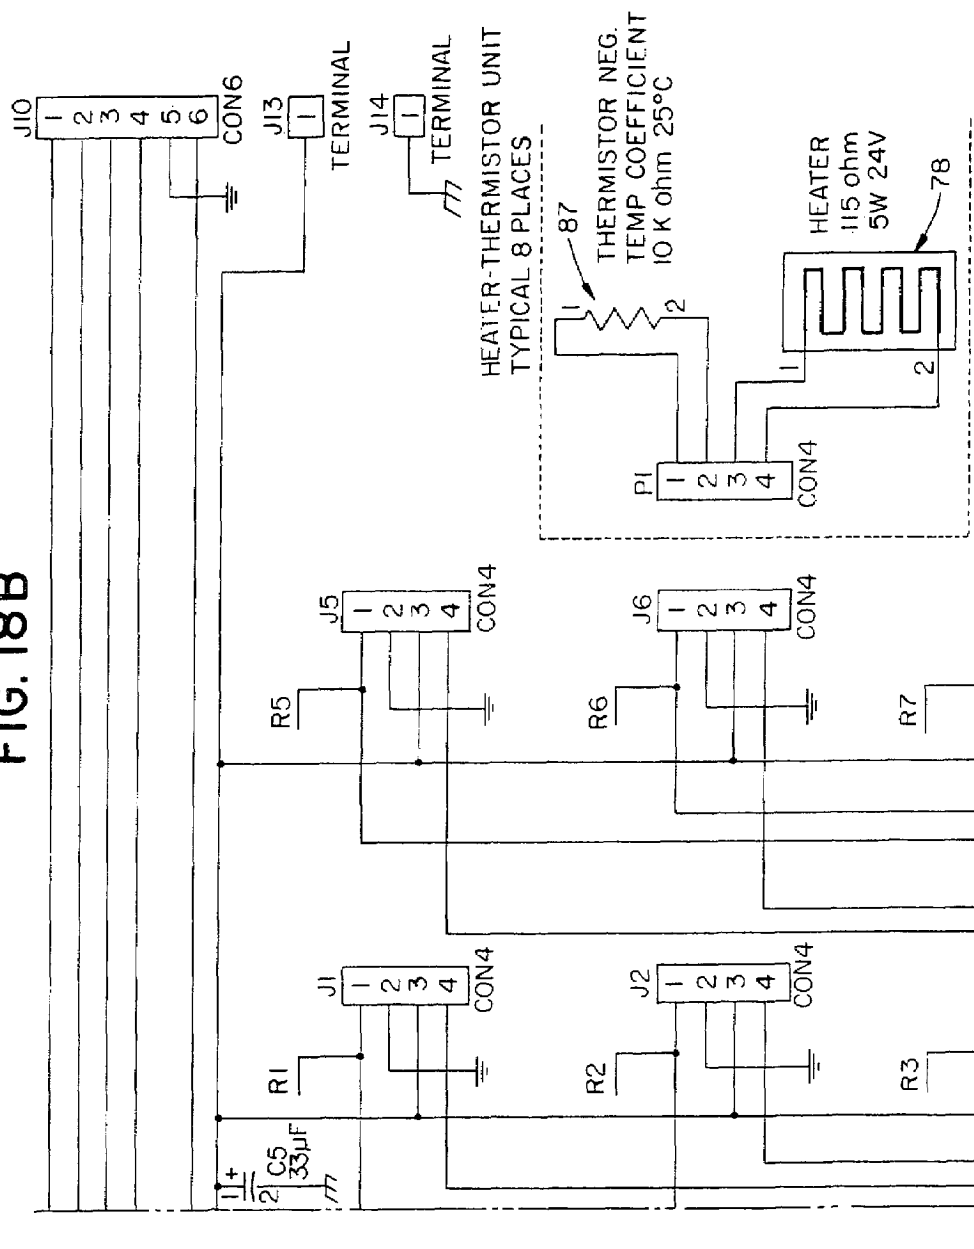 FIG. 18B
J10
1
2
3
4
5
6
CON6
J13
1
TERMINAL
J14
1
TERMINAL
HEATER-THERMISTOR UNIT
TYPICAL 8 PLACES
87
THERMISTOR NEG.
TEMP COEFFICIENT
10 K ohm 25°C
1
2
HEATER
115 ohm
5W 24V
78
1
2
P1
1
2
3
4
CON4
J5
1
2
3
4
CON4
R5
J6
1
2
3
4
CON4
R6
R7
J1
1
2
3
4
CON4
R1
J2
1
2
3
4
CON4
R2
R3
1 +
2
C5
33µF